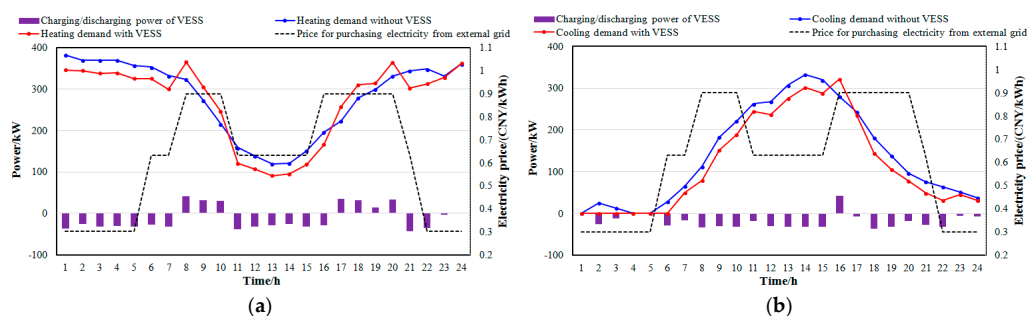 Charging/discharging power of VESS
Heating demand without VESS
Heating demand with VESS
Price for purchasing electricity from external grid
400
300
200
100
0
-100
Power/kW
1.1
1
0.9
0.8
0.7
0.6
0.5
0.4
0.3
0.2
Electricity price/(CNY/kWh)
1 2 3 4 5 6 7 8 9 10 11 12 13 14 15 16 17 18 19 20 21 22 23 24
Time/h
(a)
Charging/discharging power of VESS
Cooling demand without VESS
Cooling demand with VESS
Price for purchasing electricity from external grid
400
300
200
100
0
-100
Power/kW
1.1
1
0.9
0.8
0.7
0.6
0.5
0.4
0.3
0.2
Electricity price/(CNY/kWh)
1 2 3 4 5 6 7 8 9 10 11 12 13 14 15 16 17 18 19 20 21 22 23 24
Time/h
(b)